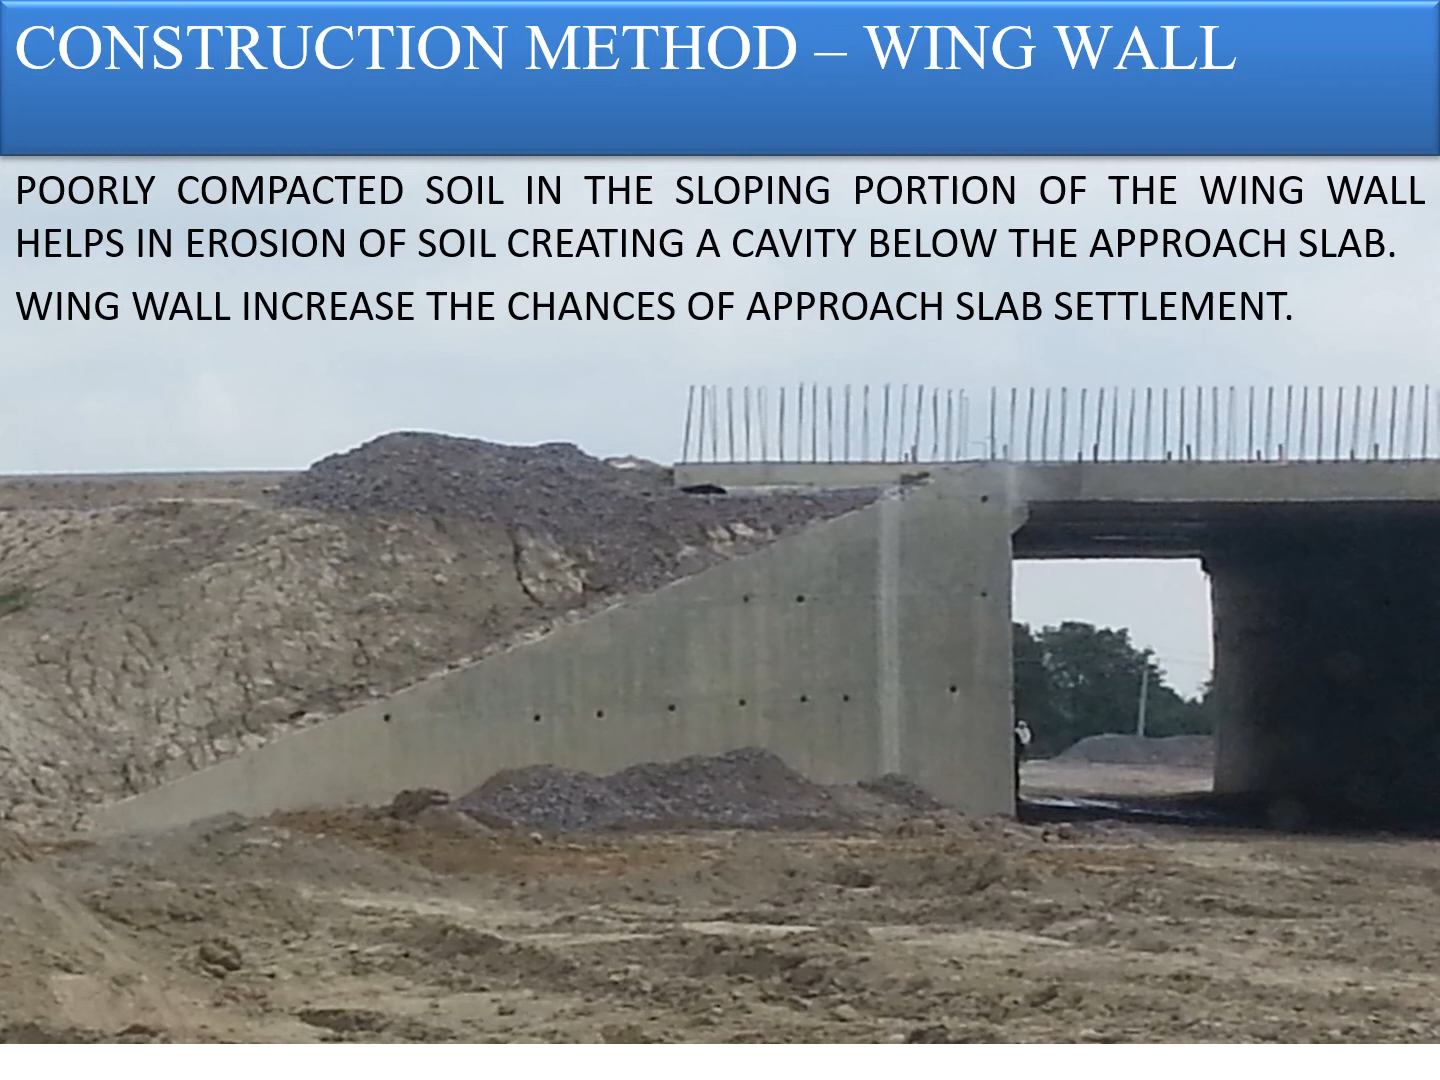 CONSTRUCTION METHOD – WING WALL
POORLY COMPACTED SOIL IN THE SLOPING PORTION OF THE WING WALL
HELPS IN EROSION OF SOIL CREATING A CAVITY BELOW THE APPROACH SLAB.
WING WALL INCREASE THE CHANCES OF APPROACH SLAB SETTLEMENT.